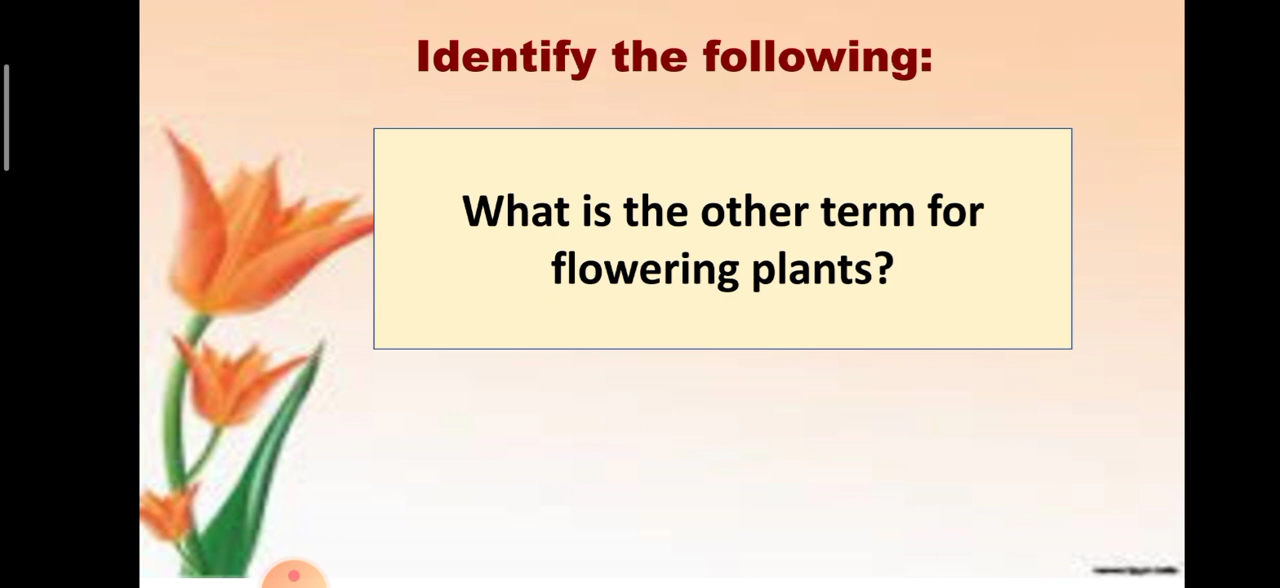 Identify the following:
What is the other term for
flowering plants?